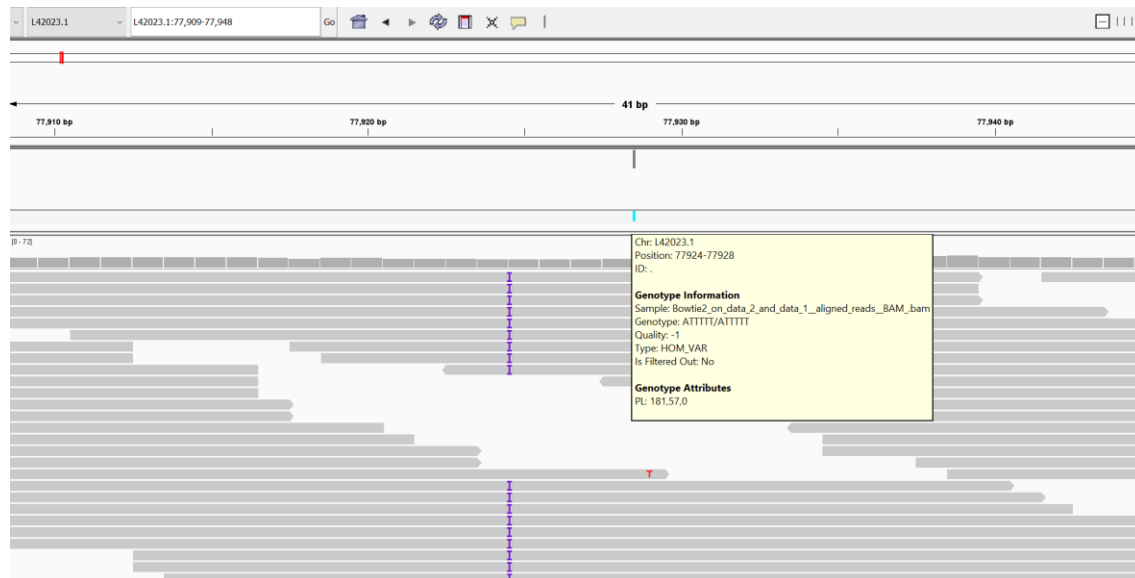 L42023.1 L42023.1:77,909-77,948 Go
41 bp
77,910 bp 77,920 bp 77,930 bp 77,940 bp
[0 - 72]
Chr: L42023.1
Position: 77924-77928
ID: .
Genotype Information
Sample: Bowtie2_on_data_2_and_data_1__aligned_reads__BAM_.bam
Genotype: ATTTTT/ATTTTT
Quality: -1
Type: HOM_VAR
Is Filtered Out: No
Genotype Attributes
PL: 181,57,0
T